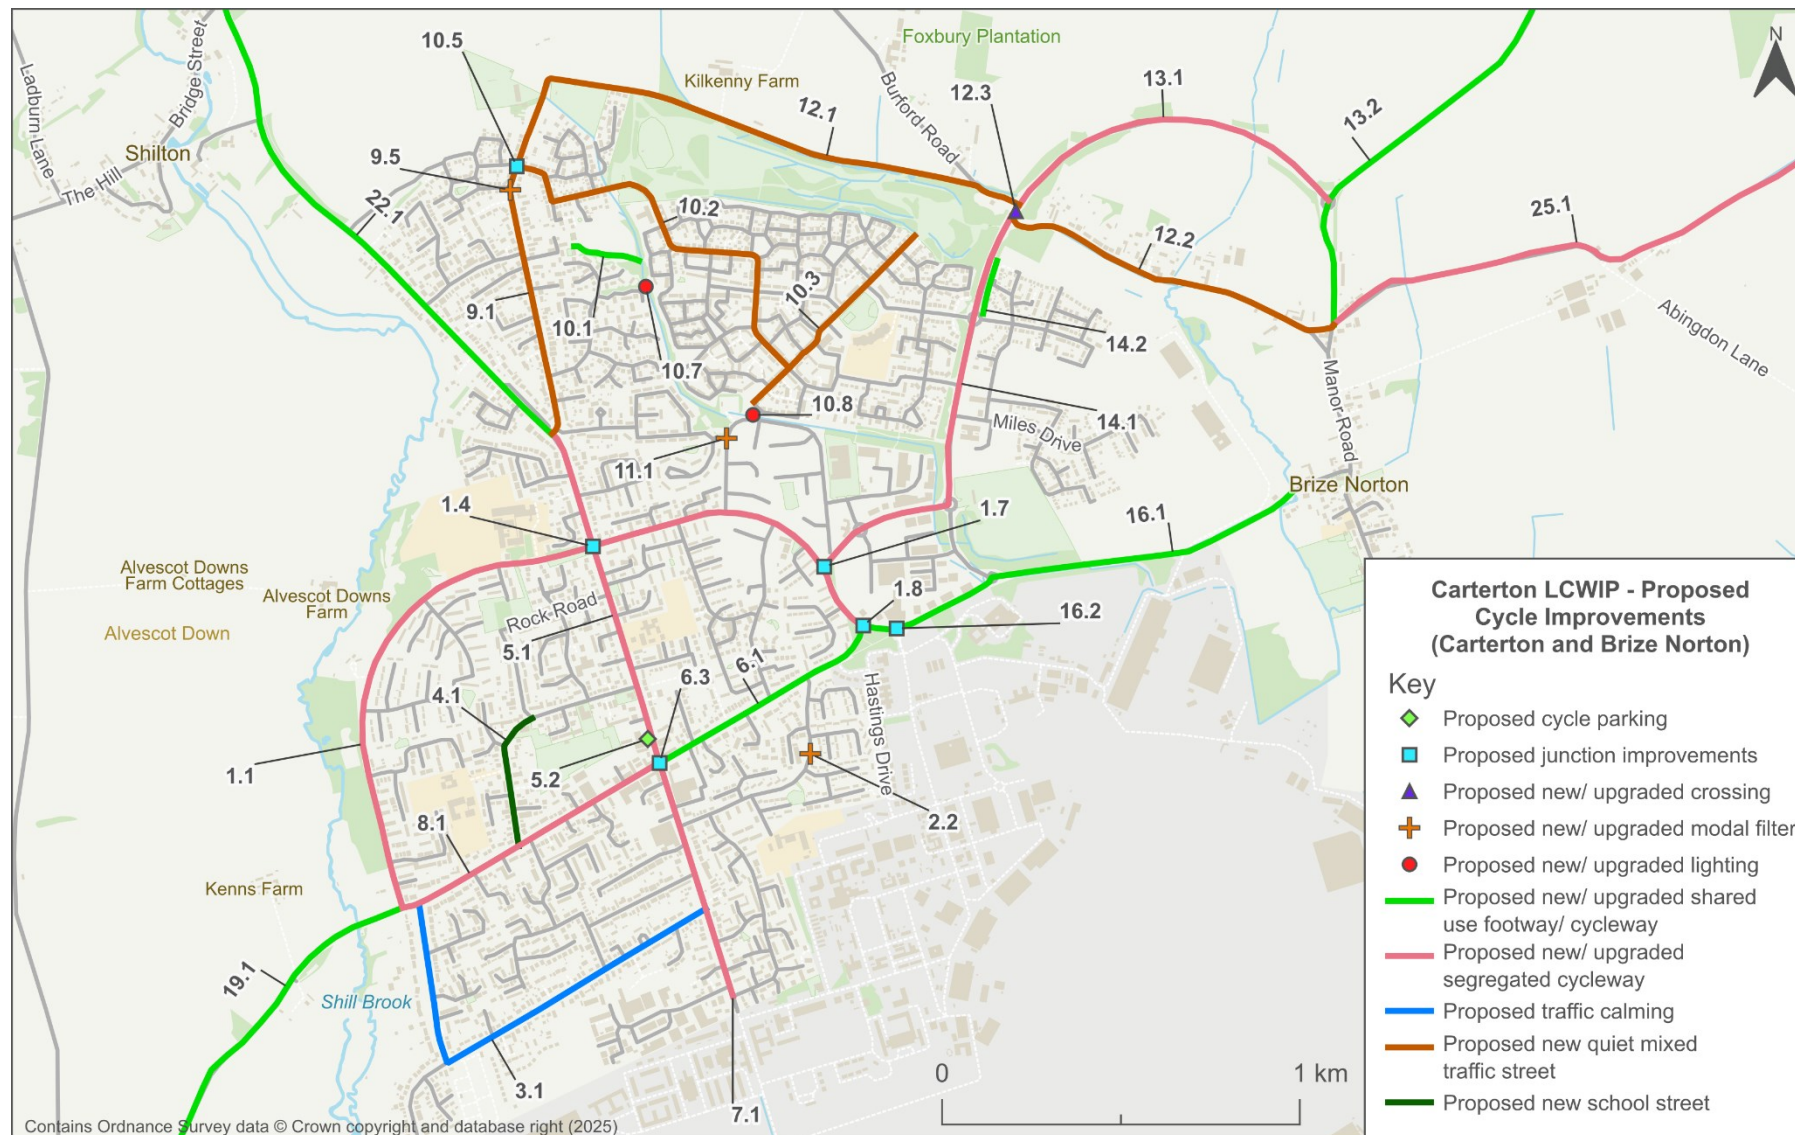 10.5
Foxbury Plantation
N
Ladburn Lane
Bridge Street
Kilkenny Farm
Burford Road
12.3
13.1
12.1
13.2
Shilton
9.5
The Hill
22.1
10.2
12.2
25.1
9.1
10.1
10.3
14.2
Abingdon Lane
10.7
10.8
14.1
Manor Road
Miles Drive
11.1
Brize Norton
1.4
1.7
16.1
Alvescot Downs
Farm Cottages
Alvescot Downs
Farm
Alvescot Down
Rock Road
1.8
16.2
5.1
6.1
6.3
4.1
Hastings Drive
1.1
5.2
8.1
2.2
Kenns Farm
19.1
Shill Brook
3.1
7.1
0
1 km
Carterton LCWIP - Proposed
Cycle Improvements
(Carterton and Brize Norton)
Key
Proposed cycle parking
Proposed junction improvements
Proposed new/ upgraded crossing
Proposed new/ upgraded modal filter
Proposed new/ upgraded lighting
Proposed new/ upgraded shared
use footway/ cycleway
Proposed new/ upgraded
segregated cycleway
Proposed traffic calming
Proposed new quiet mixed
traffic street
Proposed new school street
Contains Ordnance Survey data © Crown copyright and database right (2025)